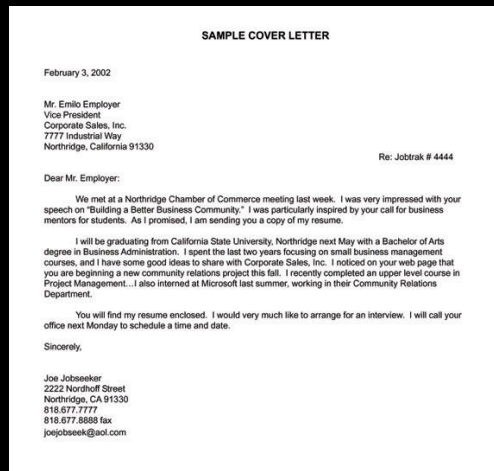 SAMPLE COVER LETTER
February 3, 2002
Mr. Emilo Employer
Vice President
Corporate Sales, Inc.
7777 Industrial Way
Northridge, California 91330
Re: Jobtrak # 4444
Dear Mr. Employer:
We met at a Northridge Chamber of Commerce meeting last week. I was very impressed with your
speech on "Building a Better Business Community." I was particularly inspired by your call for business
mentors for students. As I promised, I am sending you a copy of my resume.
I will be graduating from California State University, Northridge next May with a Bachelor of Arts
degree in Business Administration. I spent the last two years focusing on small business management
courses, and I have some good ideas to share with Corporate Sales, Inc. I noticed on your web page that
you are beginning a new community relations project this fall. I recently completed an upper level course in
Project Management…I also interned at Microsoft last summer, working in their Community Relations
Department.
You will find my resume enclosed. I would very much like to arrange for an interview. I will call your
office next Monday to schedule a time and date.
Sincerely,
Joe Jobseeker
2222 Nordhoff Street
Northridge, CA 91330
818.677.7777
818.677.8888 fax
joejobseek@aol.com